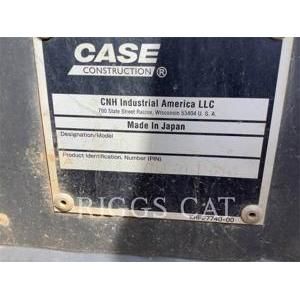 CASE
CONSTRUCTION ®
CNH Industrial America LLC
700 State Street Racine, Wisconsin 53404 U. S. A.
Made In Japan
Designation/Model
Product Identification, Number (PIN)
RIGGS CAT